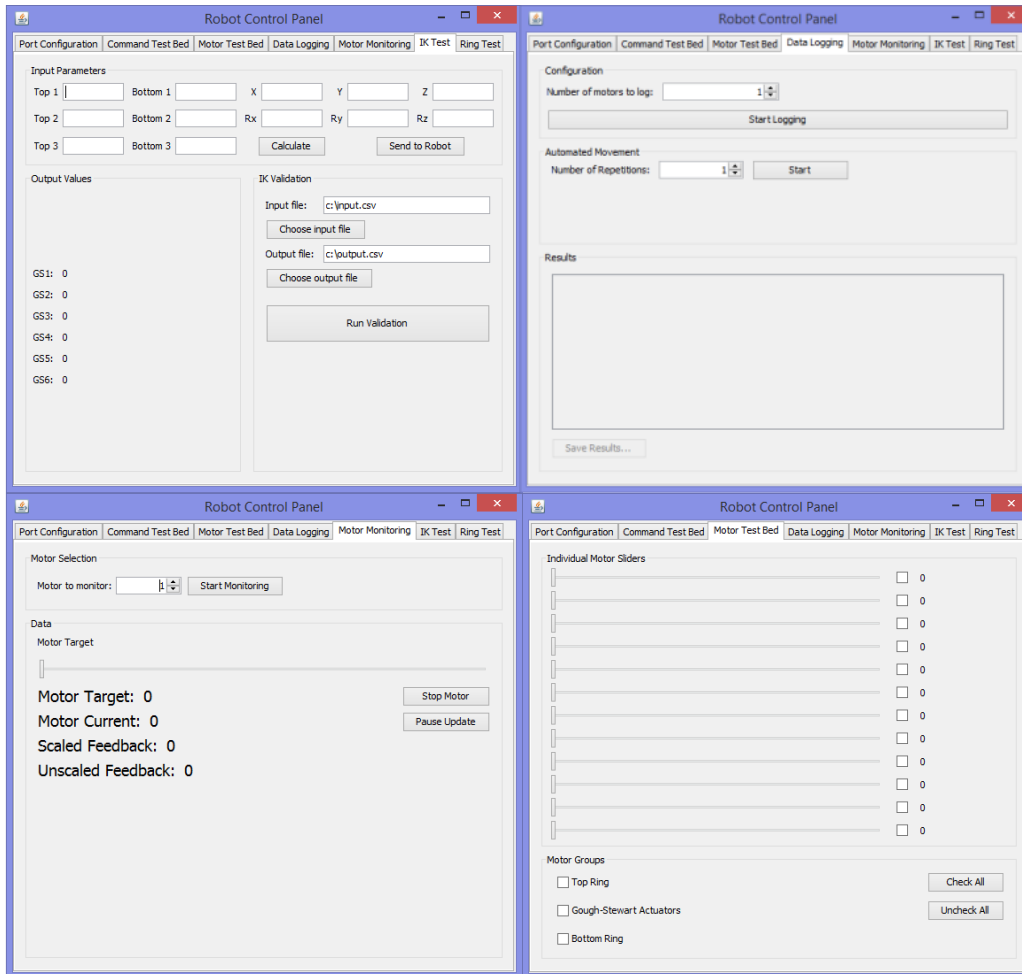 Robot Control Panel
Port Configuration Command Test Bed Motor Test Bed Data Logging Motor Monitoring IK Test Ring Test
Input Parameters
Top 1 Bottom 1 X Y Z
Top 2 Bottom 2 Rx Ry Rz
Top 3 Bottom 3 Calculate Send to Robot
Output Values
GS1: 0
GS2: 0
GS3: 0
GS4: 0
GS5: 0
GS6: 0
IK Validation
Input file: c:\input.csv
Choose input file
Output file: c:\output.csv
Choose output file
Run Validation
Robot Control Panel
Port Configuration Command Test Bed Motor Test Bed Data Logging Motor Monitoring IK Test Ring Test
Configuration
Number of motors to log: 1
Start Logging
Automated Movement
Number of Repetitions: 1 Start
Results
Save Results...
Robot Control Panel
Port Configuration Command Test Bed Motor Test Bed Data Logging Motor Monitoring IK Test Ring Test
Motor Selection
Motor to monitor: 1 Start Monitoring
Data
Motor Target
Motor Target: 0 Stop Motor
Motor Current: 0 Pause Update
Scaled Feedback: 0
Unscaled Feedback: 0
Robot Control Panel
Port Configuration Command Test Bed Motor Test Bed Data Logging Motor Monitoring IK Test Ring Test
Individual Motor Sliders
0
0
0
0
0
0
0
0
0
0
0
0
Motor Groups
Top Ring Check All
Gough-Stewart Actuators Uncheck All
Bottom Ring